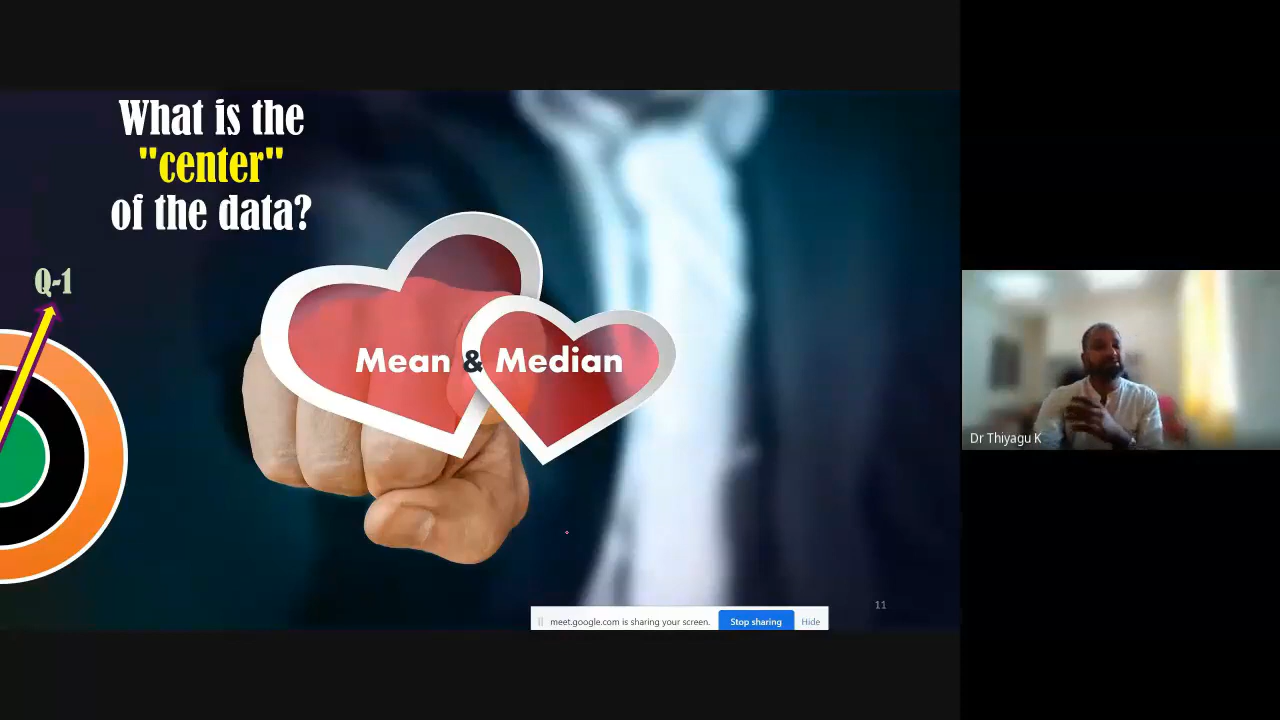 What is the
"center"
of the data?
Q-1
Mean & Median
Dr Thiyagu K
11
meet.google.com is sharing your screen.
Stop sharing
Hide